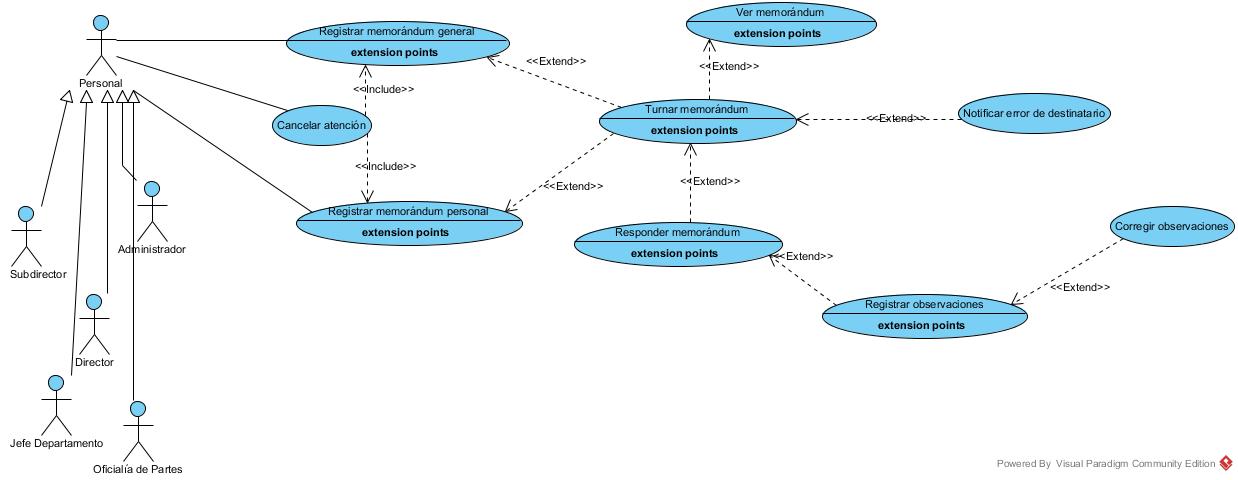 Ver memorándum
extension points
Registrar memorándum general
extension points
<<Extend>>
<<Extend>>
Personal
<<Include>>
Turnar memorándum
extension points
Notificar error de destinatario
<<Extend>>
Cancelar atención
<<Include>>
<<Extend>>
<<Extend>>
Registrar memorándum personal
extension points
Administrador
Responder memorándum
extension points
Corregir observaciones
<<Extend>>
Subdirector
<<Extend>>
Registrar observaciones
extension points
Director
Jefe Departamento
Oficialía de Partes
Powered By Visual Paradigm Community Edition